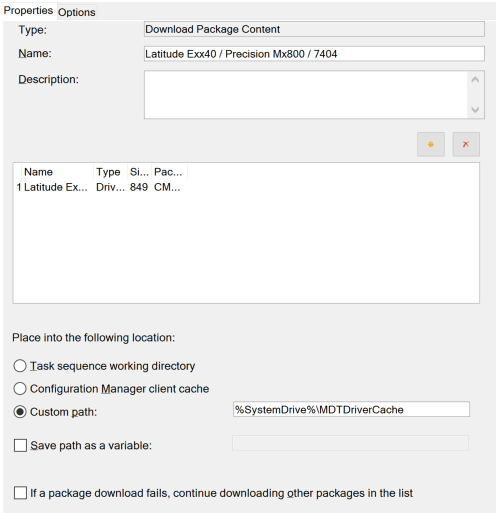 Properties Options
Type: Download Package Content
Name: Latitude Exx40 / Precision Mx800 / 7404
Description:
Name Type Si... Pac...
1 Latitude Ex... Driv... 849 CM...
Place into the following location:
Task sequence working directory
Configuration Manager client cache
Custom path: %SystemDrive%\MDTDriverCache
Save path as a variable:
If a package download fails, continue downloading other packages in the list